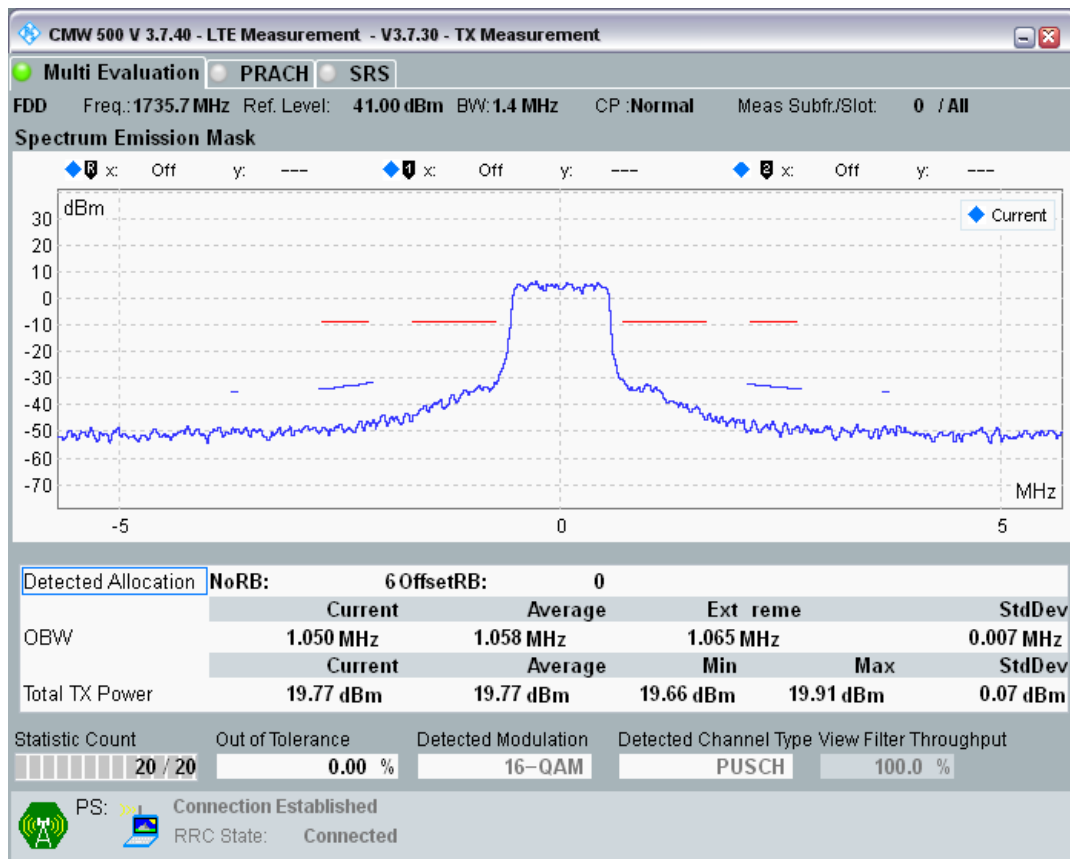 CMW 500 V 3.7.40 - LTE Measurement - V3.7.30 - TX Measurement
Multi Evaluation PRACH SRS
FDD Freq.:1735.7 MHz Ref. Level: 41.00 dBm BW:1.4 MHz CP :Normal Meas Subfr./Slot: 0 / All
Spectrum Emission Mask
R x: Off y: --- 1 x: Off y: --- 2 x: Off y: ---
dBm
Current
30
20
10
0
-10
-20
-30
-40
-50
-60
-70
MHz
-5 0 5
Detected Allocation NoRB: 6 OffsetRB: 0
Current Average Ext reme StdDev
OBW 1.050 MHz 1.058 MHz 1.065 MHz 0.007 MHz
Current Average Min Max StdDev
Total TX Power 19.77 dBm 19.77 dBm 19.66 dBm 19.91 dBm 0.07 dBm
Statistic Count Out of Tolerance Detected Modulation Detected Channel Type View Filter Throughput
20 / 20 0.00 % 16-QAM PUSCH 100.0 %
PS: Connection Established
RRC State: Connected